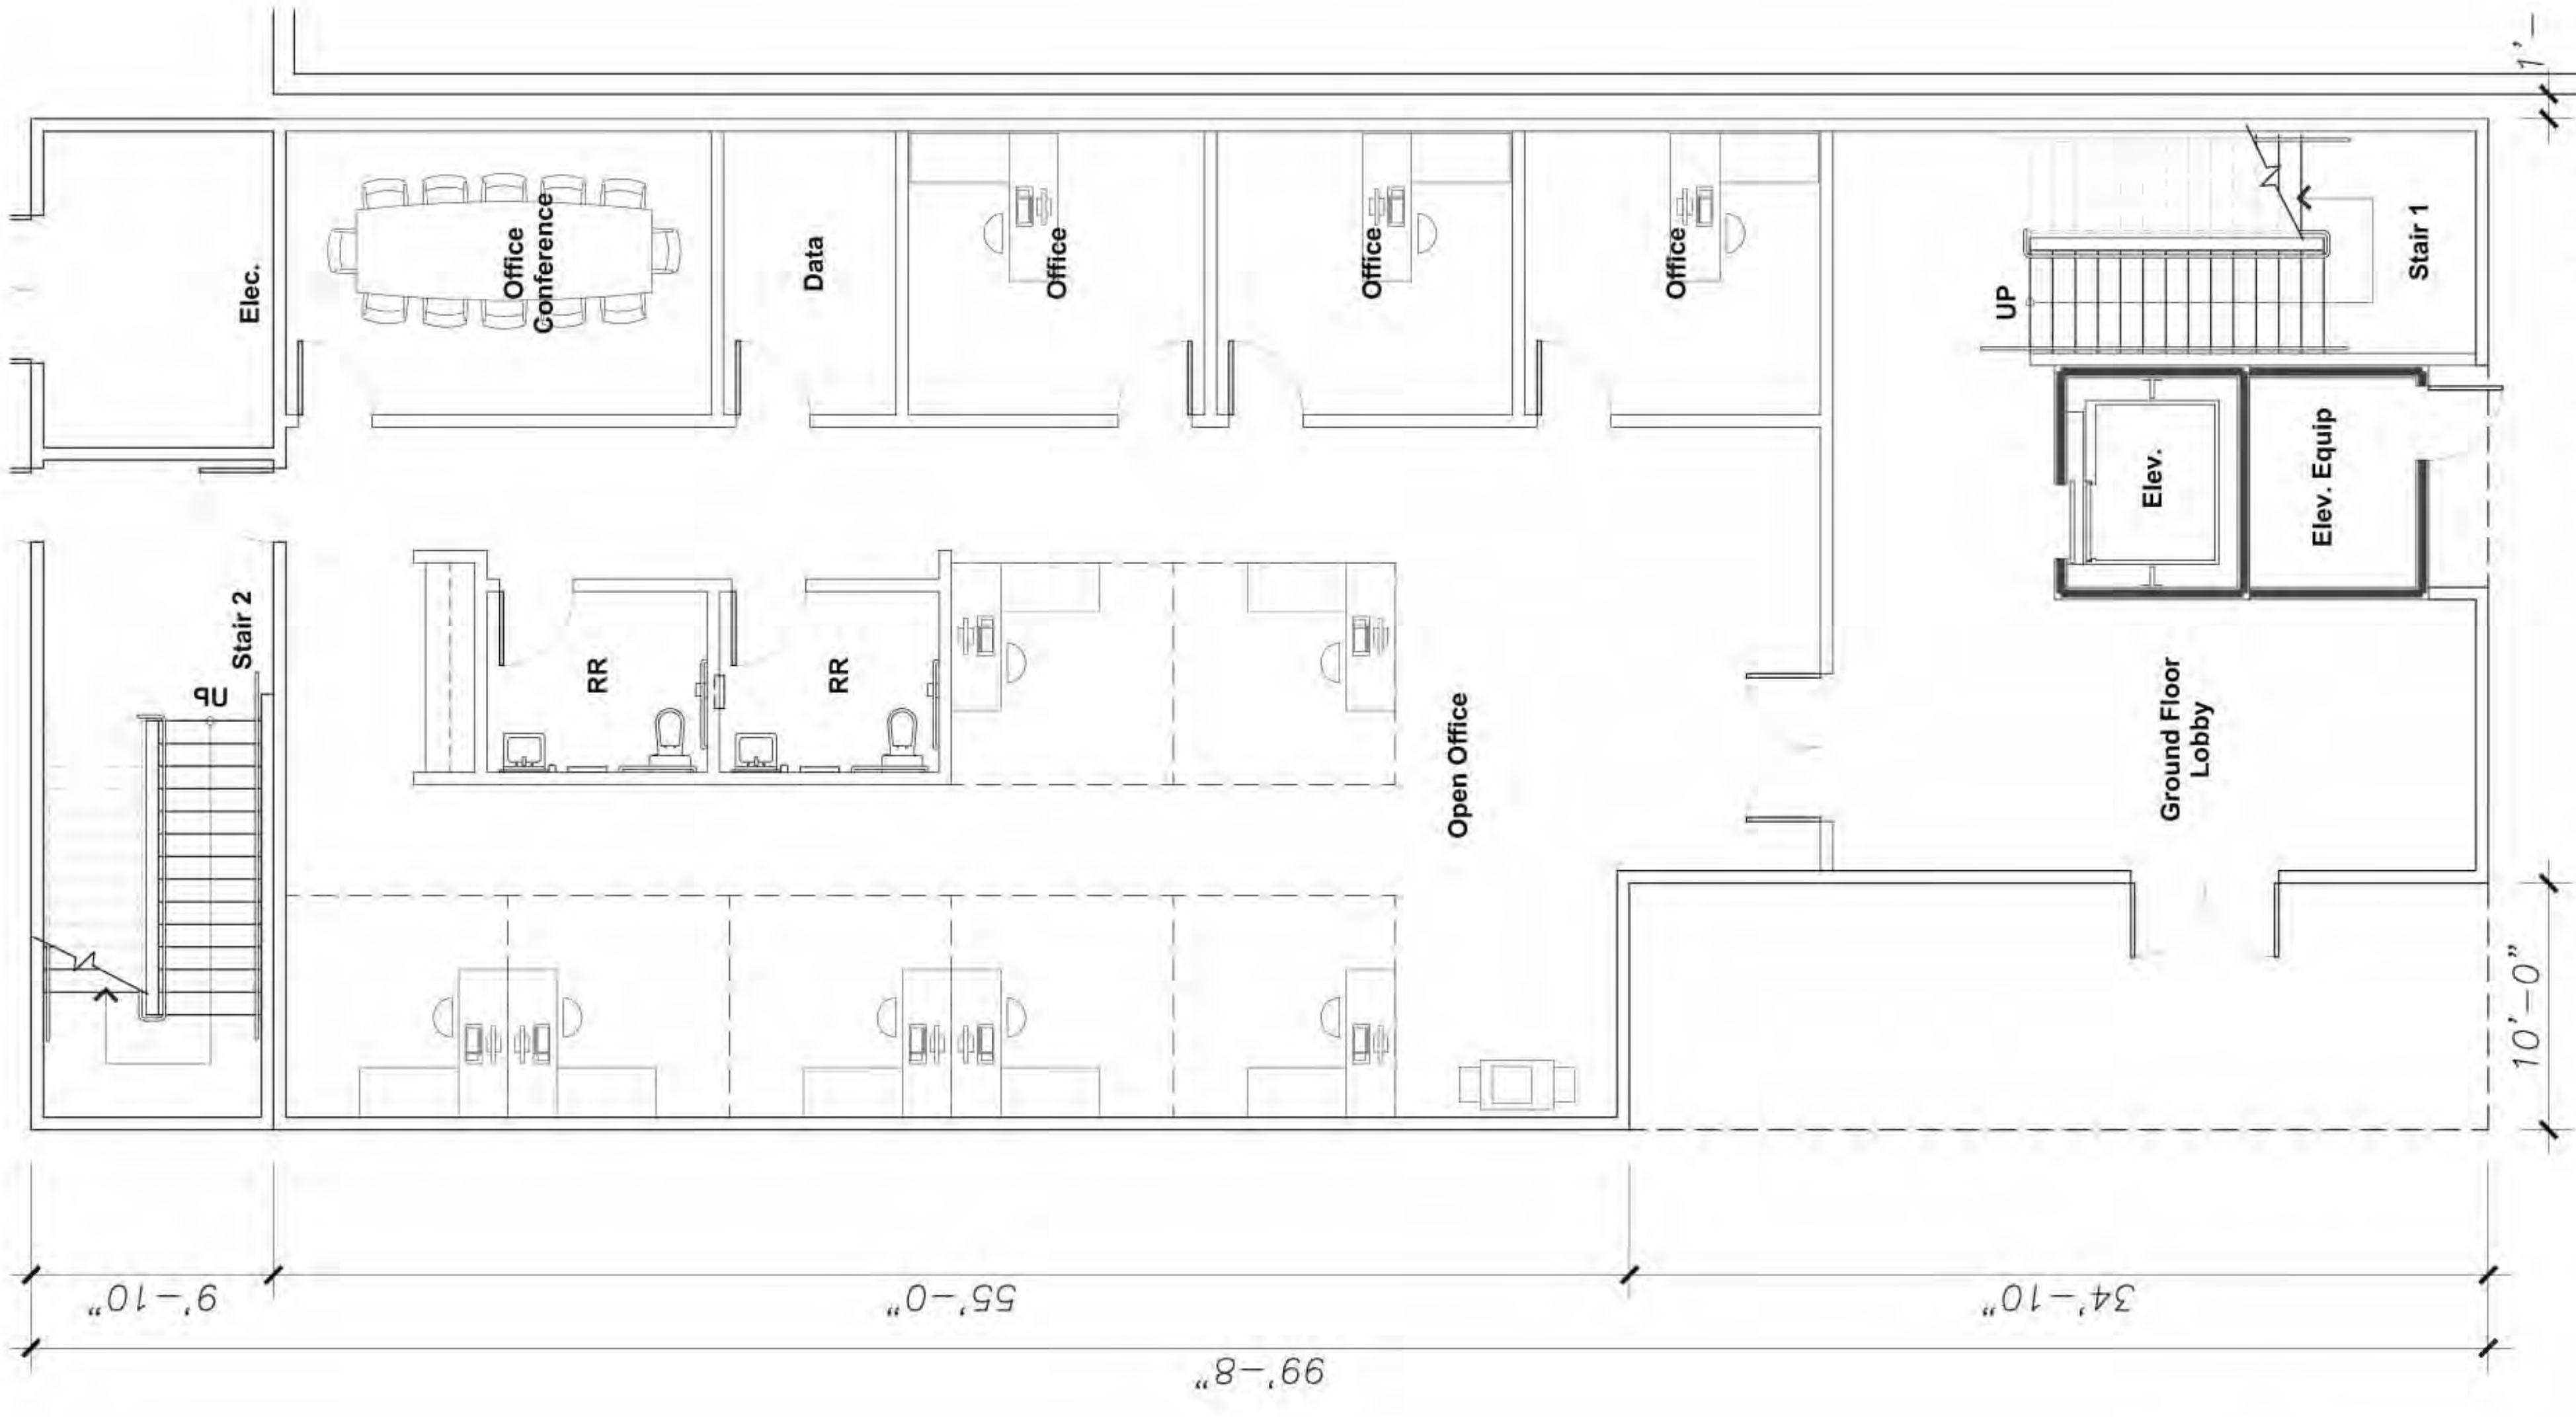 Elec.
Office
Conference
Data
Office
Office
Office
UP
Stair 1
Elev.
Elev. Equip
Stair 2
UP
RR
RR
Open Office
Ground Floor
Lobby
1'-
10'-0"
9'-10"
55'-0"
34'-10"
99'-8"